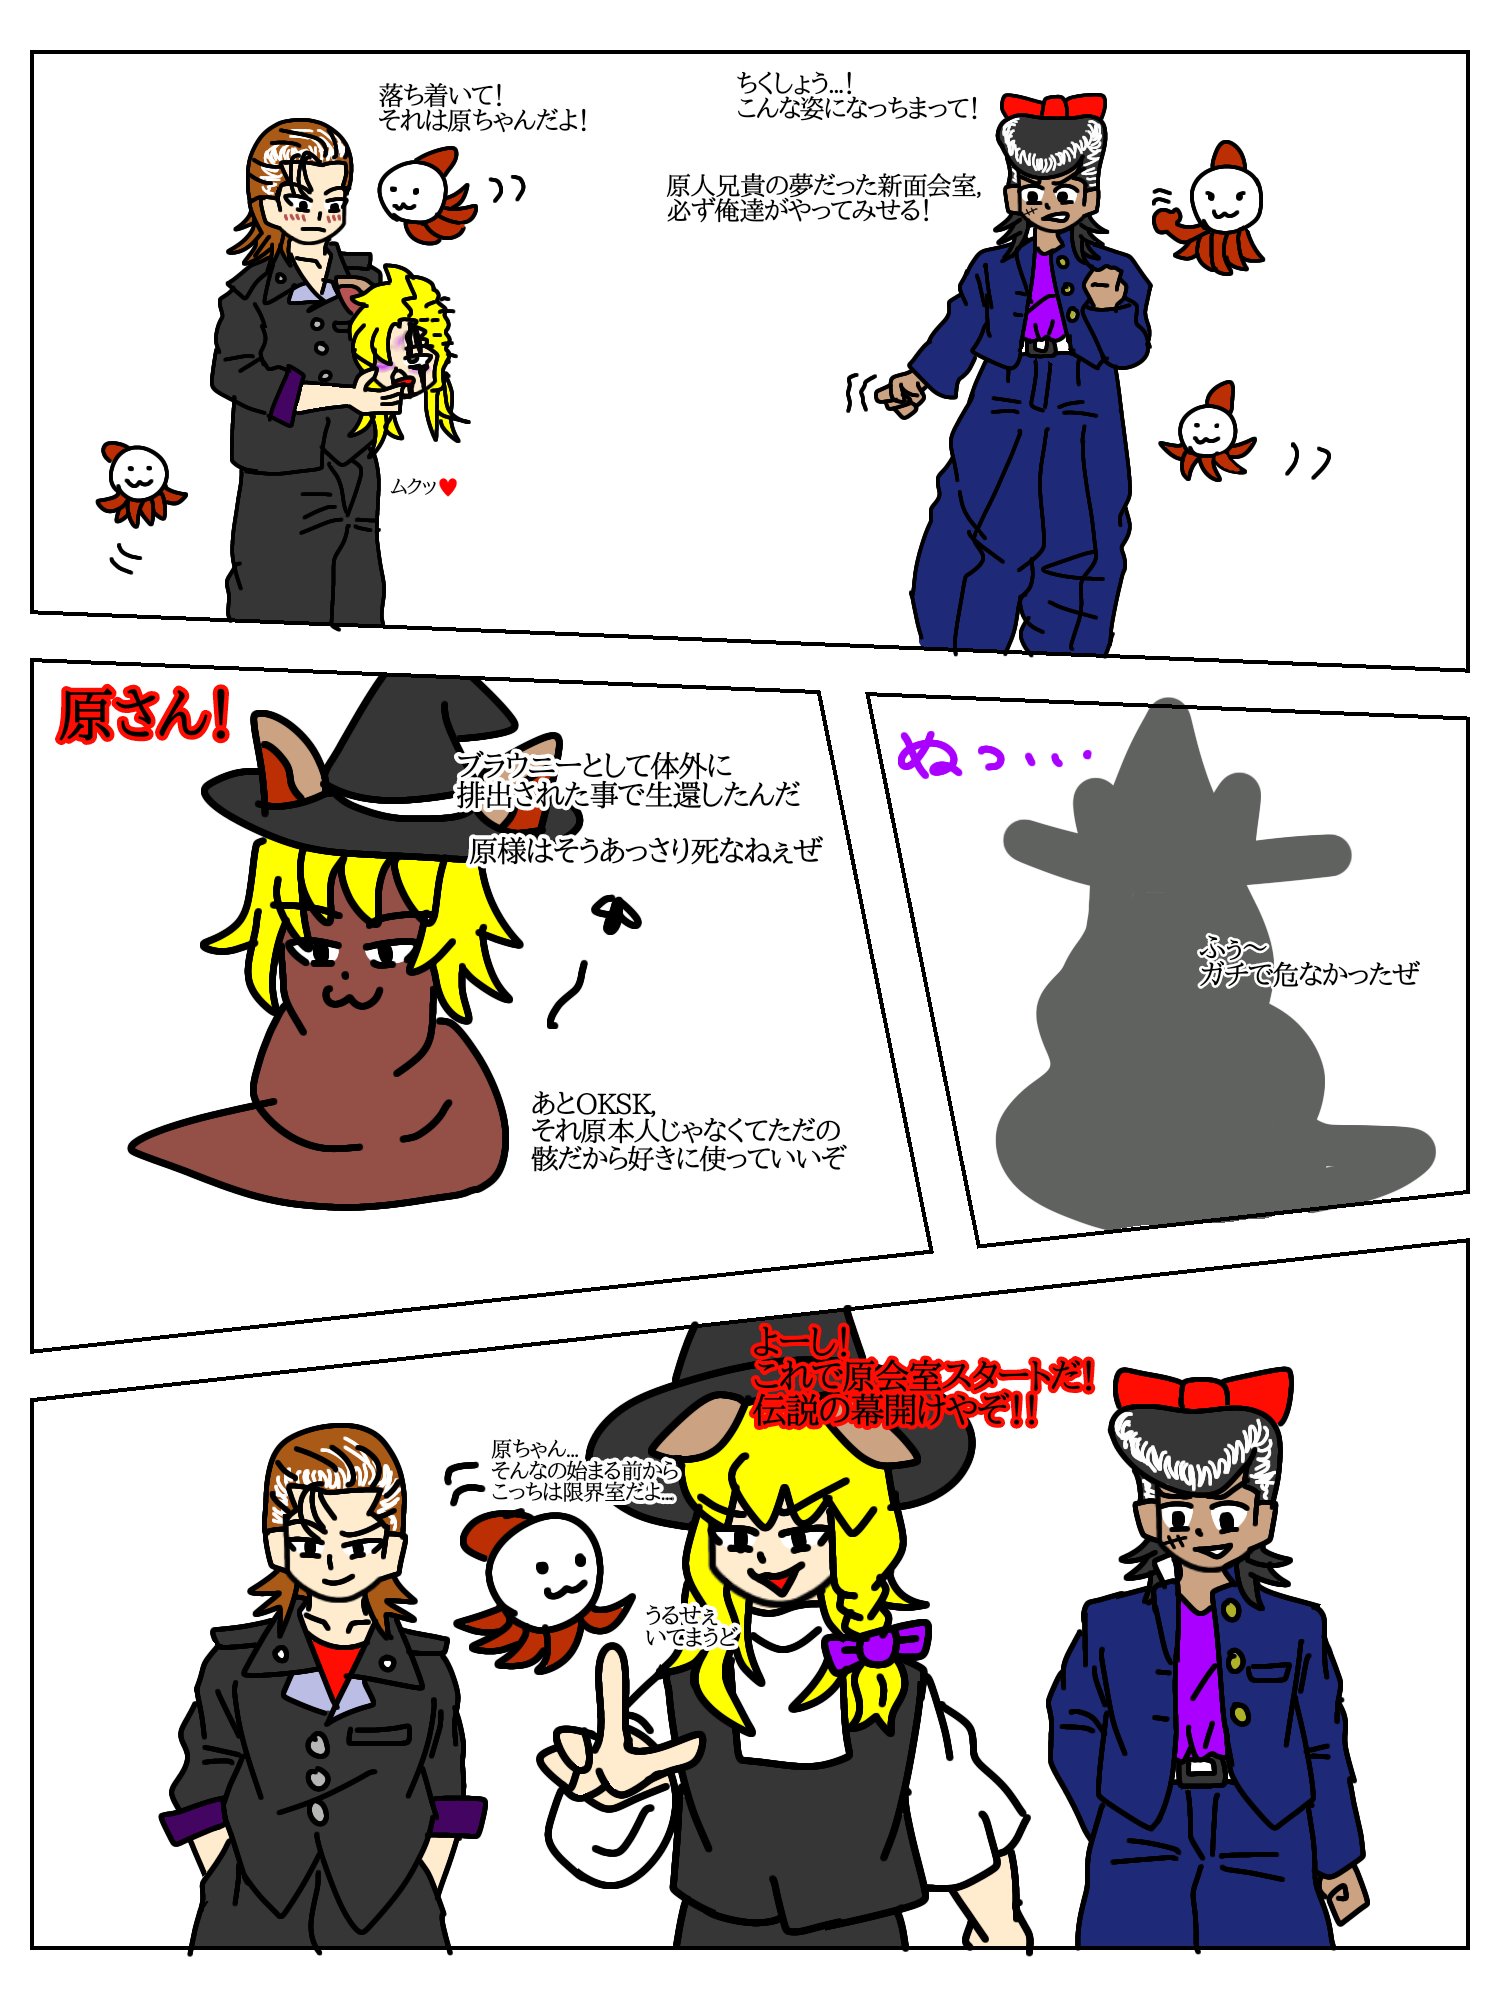 ちくしょう…!
こんな姿になっちまって!
原人兄貴の夢だった新面会室,
必ず俺達がやってみせる!
落ち着いて!
それは原ちゃんだよ!
ムクッ♥
ぬっ・・・
ふぅ〜
ガチで危なかったぜ
原さん!
ブラウニーとして体外に
排出された事で生還したんだ
原様はそうあっさり死なねぇぜ
あとOKSK,
それ原本人じゃなくてただの
骸だから好きに使っていいぞ
よーし!
これで原会室スタートだ!
伝説の幕開けやぞ!!
原ちゃん…
そんなの始まる前から
こっちは限界室だよ…
うるせぇ
いてまうど